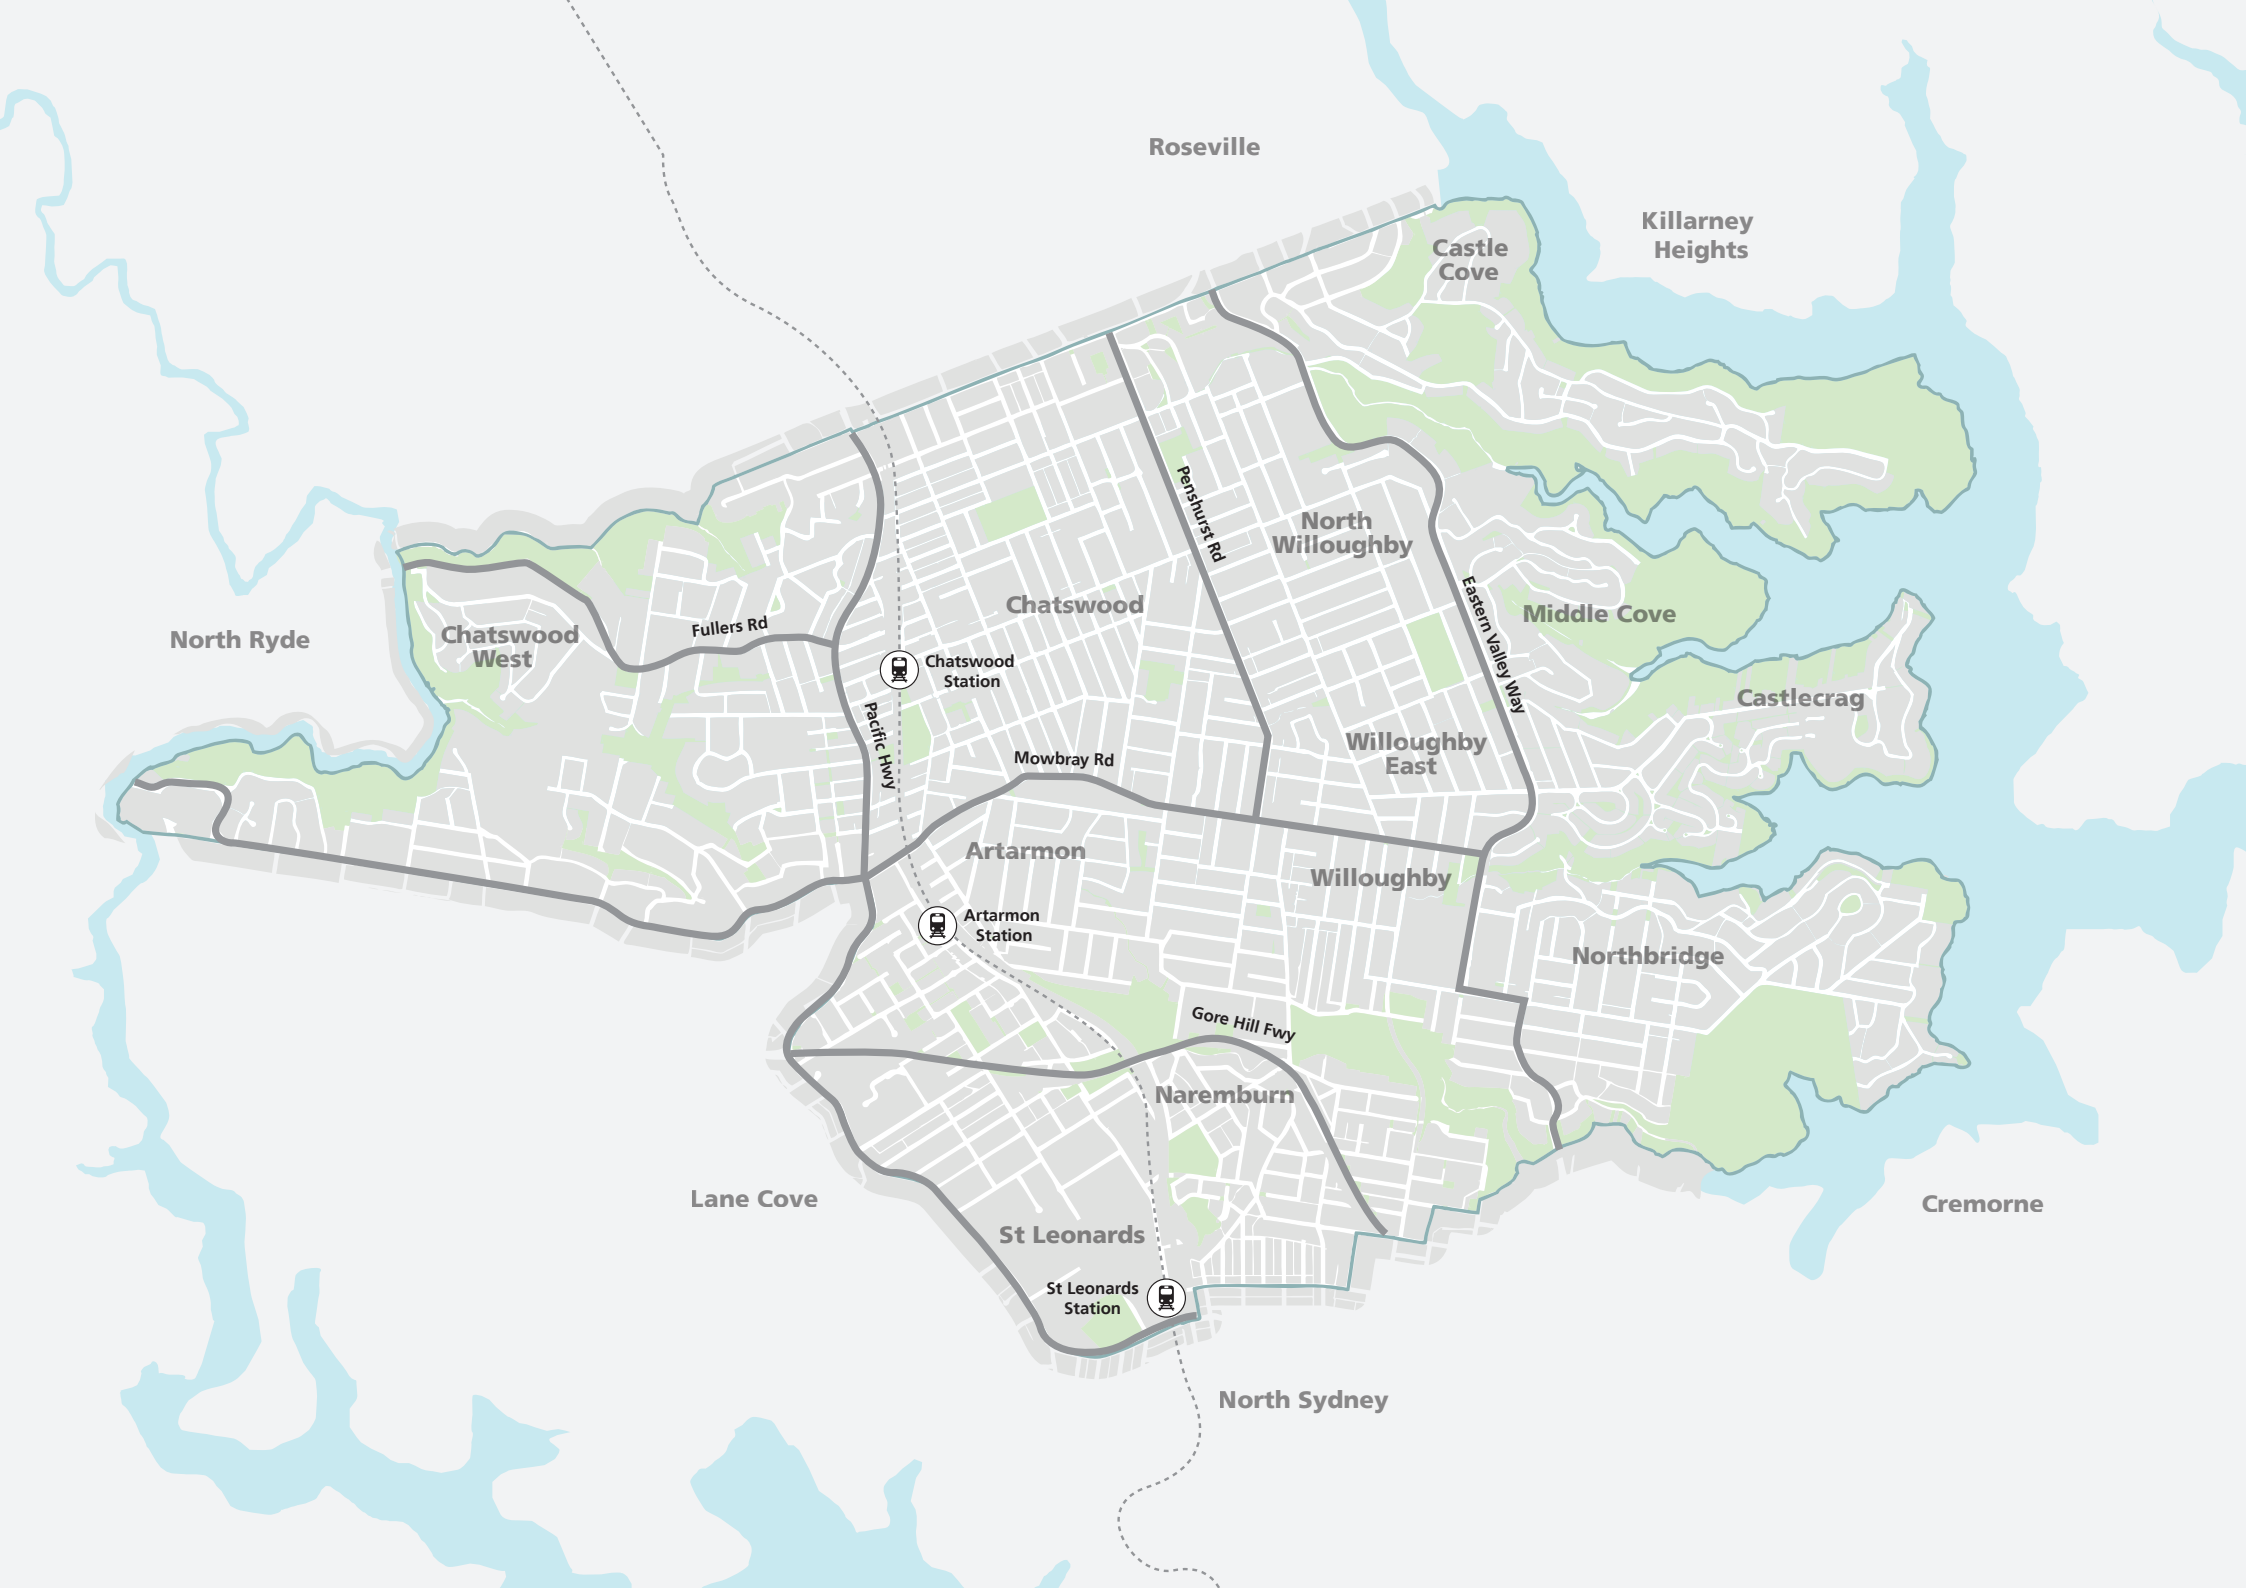 Roseville
Killarney
Heights
Castle
Cove
Penshurst Rd
North
Willoughby
Chatswood
Eastern Valley Way
Middle Cove
North Ryde
Chatswood
West
Fullers Rd
Chatswood
Station
Castlecrag
Pacific Hwy
Mowbray Rd
Willoughby
East
Artarmon
Willoughby
Artarmon
Station
Northbridge
Gore Hill Fwy
Naremburn
Lane Cove
St Leonards
Cremorne
St Leonards
Station
North Sydney